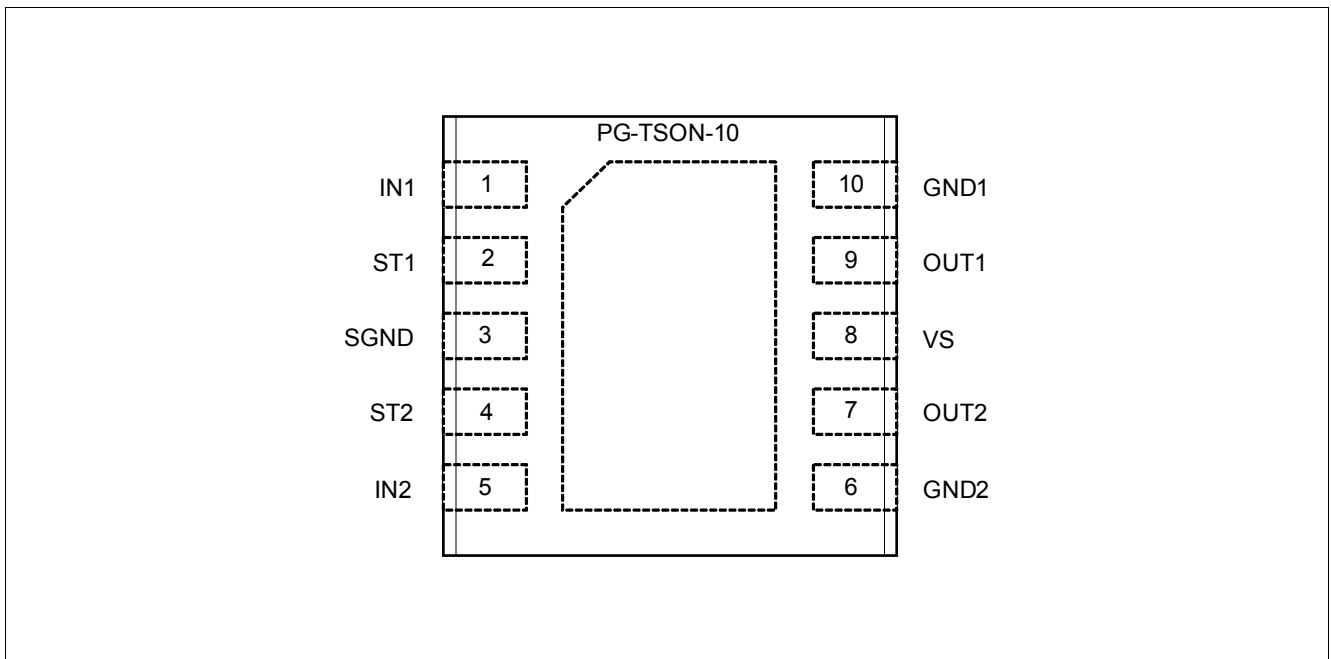 PG-TSON-10
IN1 1 10 GND1
ST1 2 9 OUT1
SGND 3 8 VS
ST2 4 7 OUT2
IN2 5 6 GND2